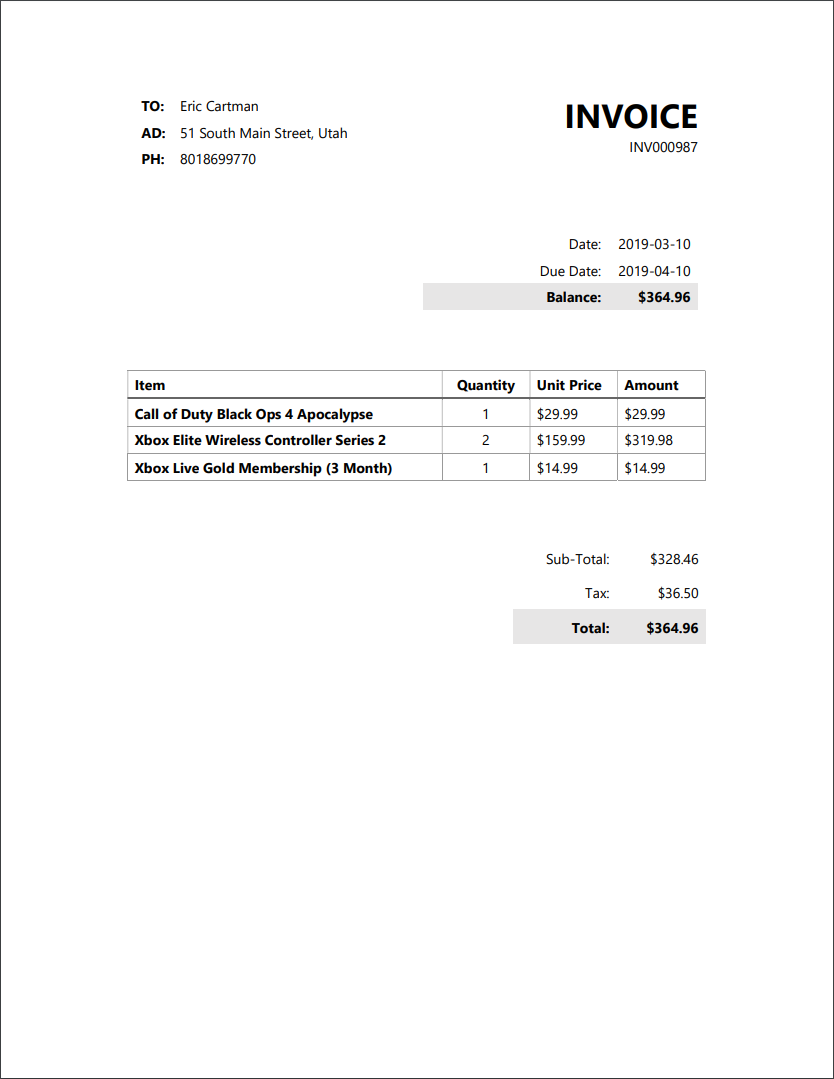 TO: Eric Cartman
AD: 51 South Main Street, Utah
PH: 8018699770
INVOICE
INV000987
Date: 2019-03-10
Due Date: 2019-04-10
Balance: $364.96
Item Quantity Unit Price Amount
Call of Duty Black Ops 4 Apocalypse 1 $29.99 $29.99
Xbox Elite Wireless Controller Series 2 2 $159.99 $319.98
Xbox Live Gold Membership (3 Month) 1 $14.99 $14.99
Sub-Total: $328.46
Tax: $36.50
Total: $364.96